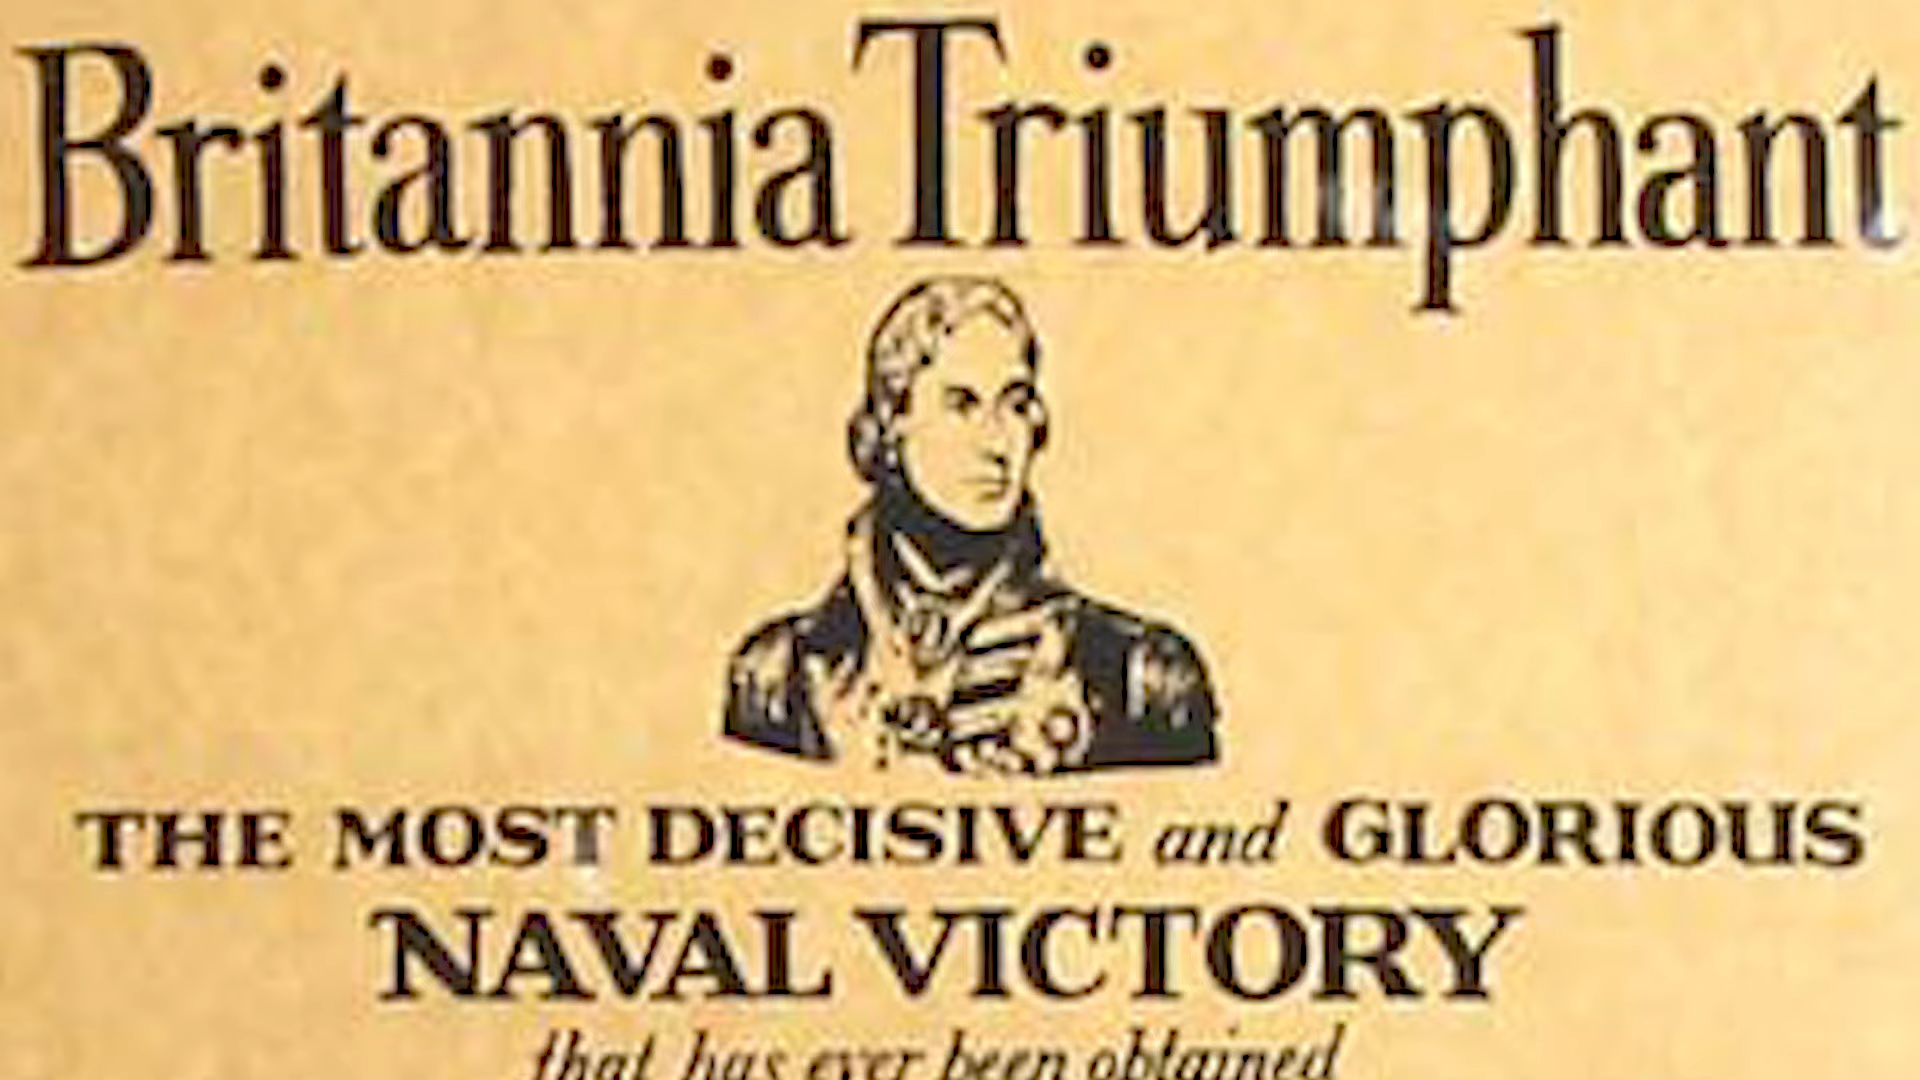 Britannia Triumphant
THE MOST DECISIVE and GLORIOUS
NAVAL VICTORY
that has ever been obtained